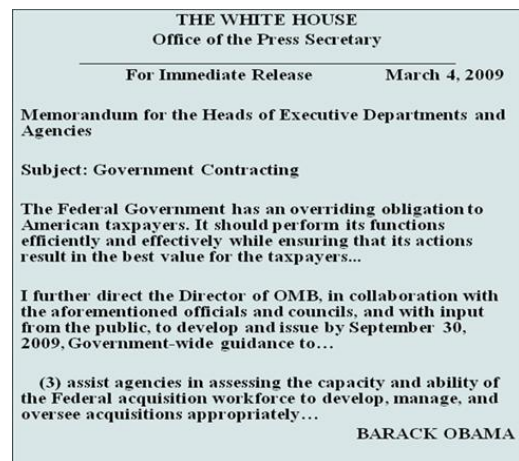 THE WHITE HOUSE
Office of the Press Secretary
For Immediate Release March 4, 2009
Memorandum for the Heads of Executive Departments and
Agencies
Subject: Government Contracting
The Federal Government has an overriding obligation to
American taxpayers. It should perform its functions
efficiently and effectively while ensuring that its actions
result in the best value for the taxpayers...
I further direct the Director of OMB, in collaboration with
the aforementioned officials and councils, and with input
from the public, to develop and issue by September 30,
2009, Government-wide guidance to…
(3) assist agencies in assessing the capacity and ability of
the Federal acquisition workforce to develop, manage, and
oversee acquisitions appropriately…
BARACK OBAMA